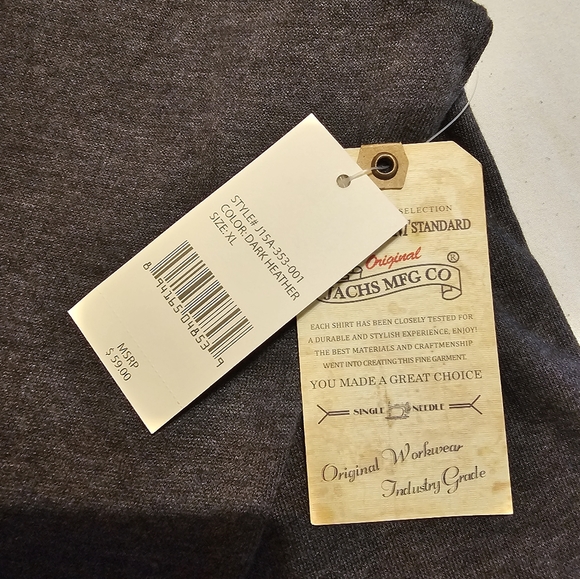 STYLE# J15A-353-001
COLOR: DARK HEATHER
SIZE: XL
MSRP
$ 59.00
SELECTION
STANDARD
Original
JACHS MFG CO ®
EACH SHIRT HAS BEEN CLOSELY TESTED FOR
A DURABLE AND STYLISH EXPERIENCE, ENJOY!
THE BEST MATERIALS AND CRAFTMENSHIP
WENT INTO CREATING THIS FINE GARMENT.
YOU MADE A GREAT CHOICE
SINGLE NEEDLE
Original Workwear
Industry Grade